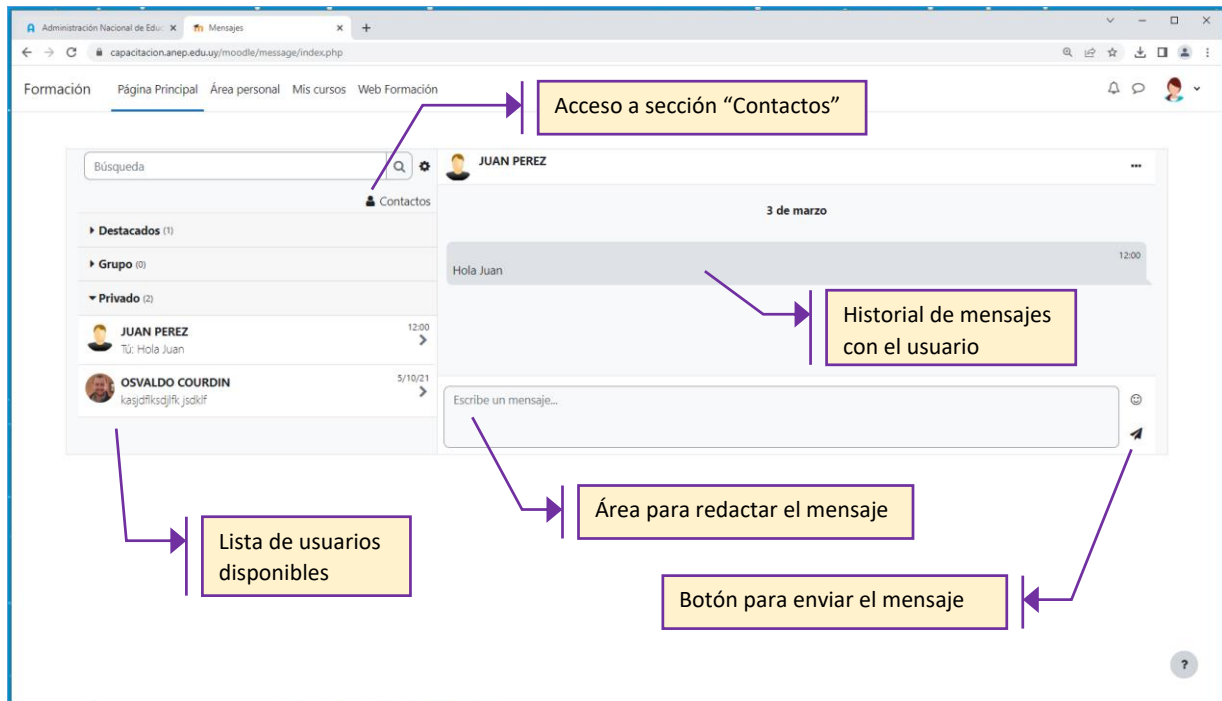 Administración Nacional de Educ
Mensajes
capacitacion.anep.edu.uy/moodle/message/index.php
Formación Página Principal Área personal Mis cursos Web Formación
Acceso a sección “Contactos”
Búsqueda
JUAN PEREZ
Contactos
3 de marzo
Destacados (1)
Grupo (0)
12:00
Hola Juan
Privado (2)
Historial de mensajes
con el usuario
JUAN PEREZ 12:00
Tú: Hola Juan
OSVALDO COURDIN 5/10/21
Escribe un mensaje...
Área para redactar el mensaje
Lista de usuarios
disponibles
Botón para enviar el mensaje
?